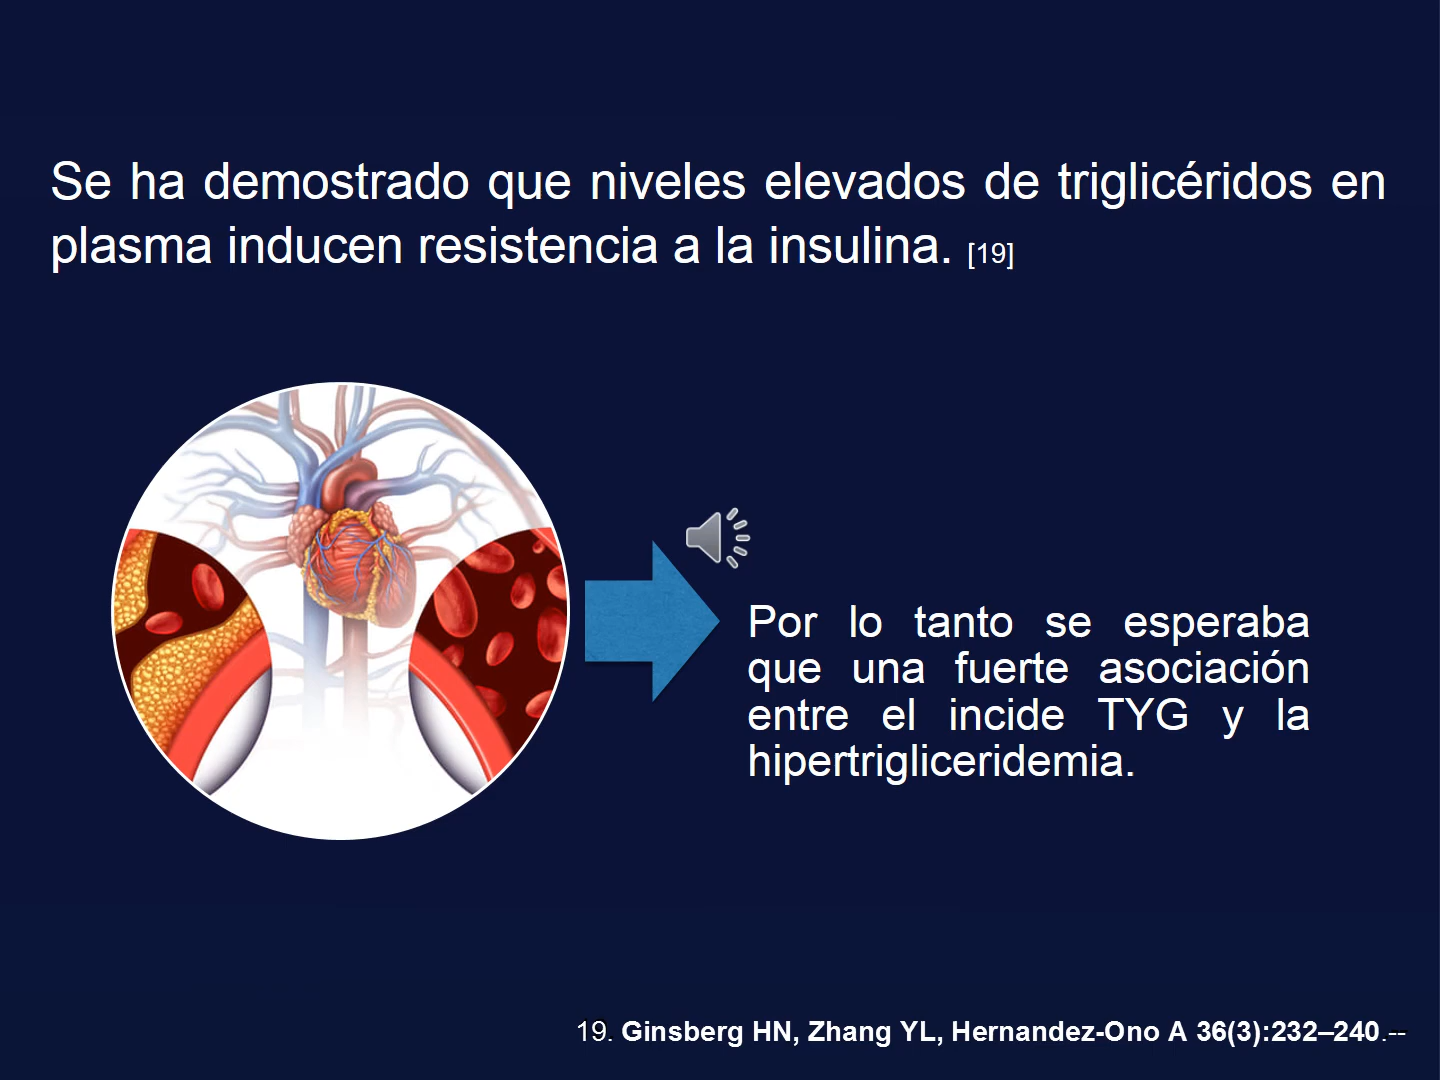 Se ha demostrado que niveles elevados de triglicéridos en
plasma inducen resistencia a la insulina. [19]
Por lo tanto se esperaba
que una fuerte asociación
entre el incide TYG y la
hipertrigliceridemia.
19. Ginsberg HN, Zhang YL, Hernandez-Ono A 36(3):232–240.--